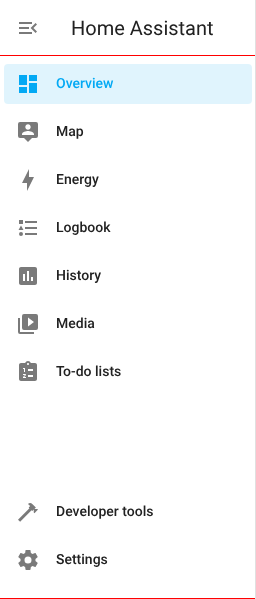 Home Assistant
Overview
Map
Energy
Logbook
History
Media
To-do lists
Developer tools
Settings